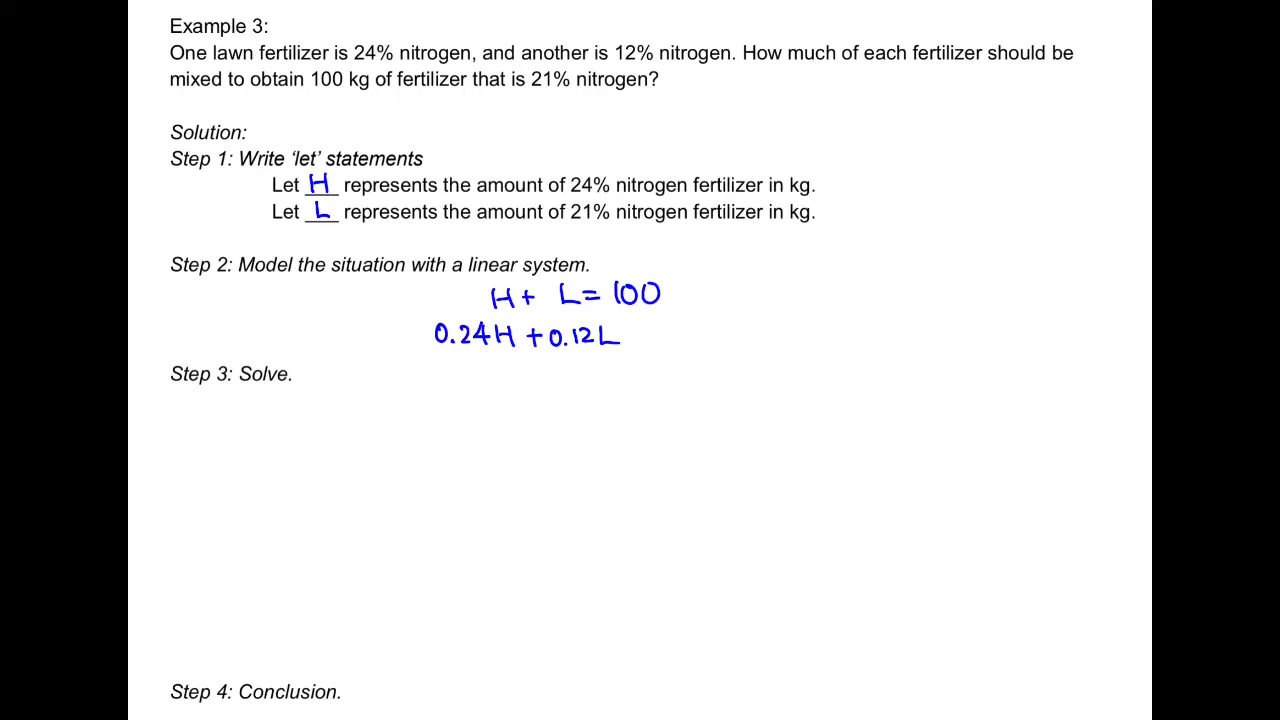 Example 3:
One lawn fertilizer is 24% nitrogen, and another is 12% nitrogen. How much of each fertilizer should be
mixed to obtain 100 kg of fertilizer that is 21% nitrogen?
Solution:
Step 1: Write ‘let’ statements
Let H represents the amount of 24% nitrogen fertilizer in kg.
Let L represents the amount of 21% nitrogen fertilizer in kg.
Step 2: Model the situation with a linear system.
H + L = 100
0.24H + 0.12L
Step 3: Solve.
Step 4: Conclusion.